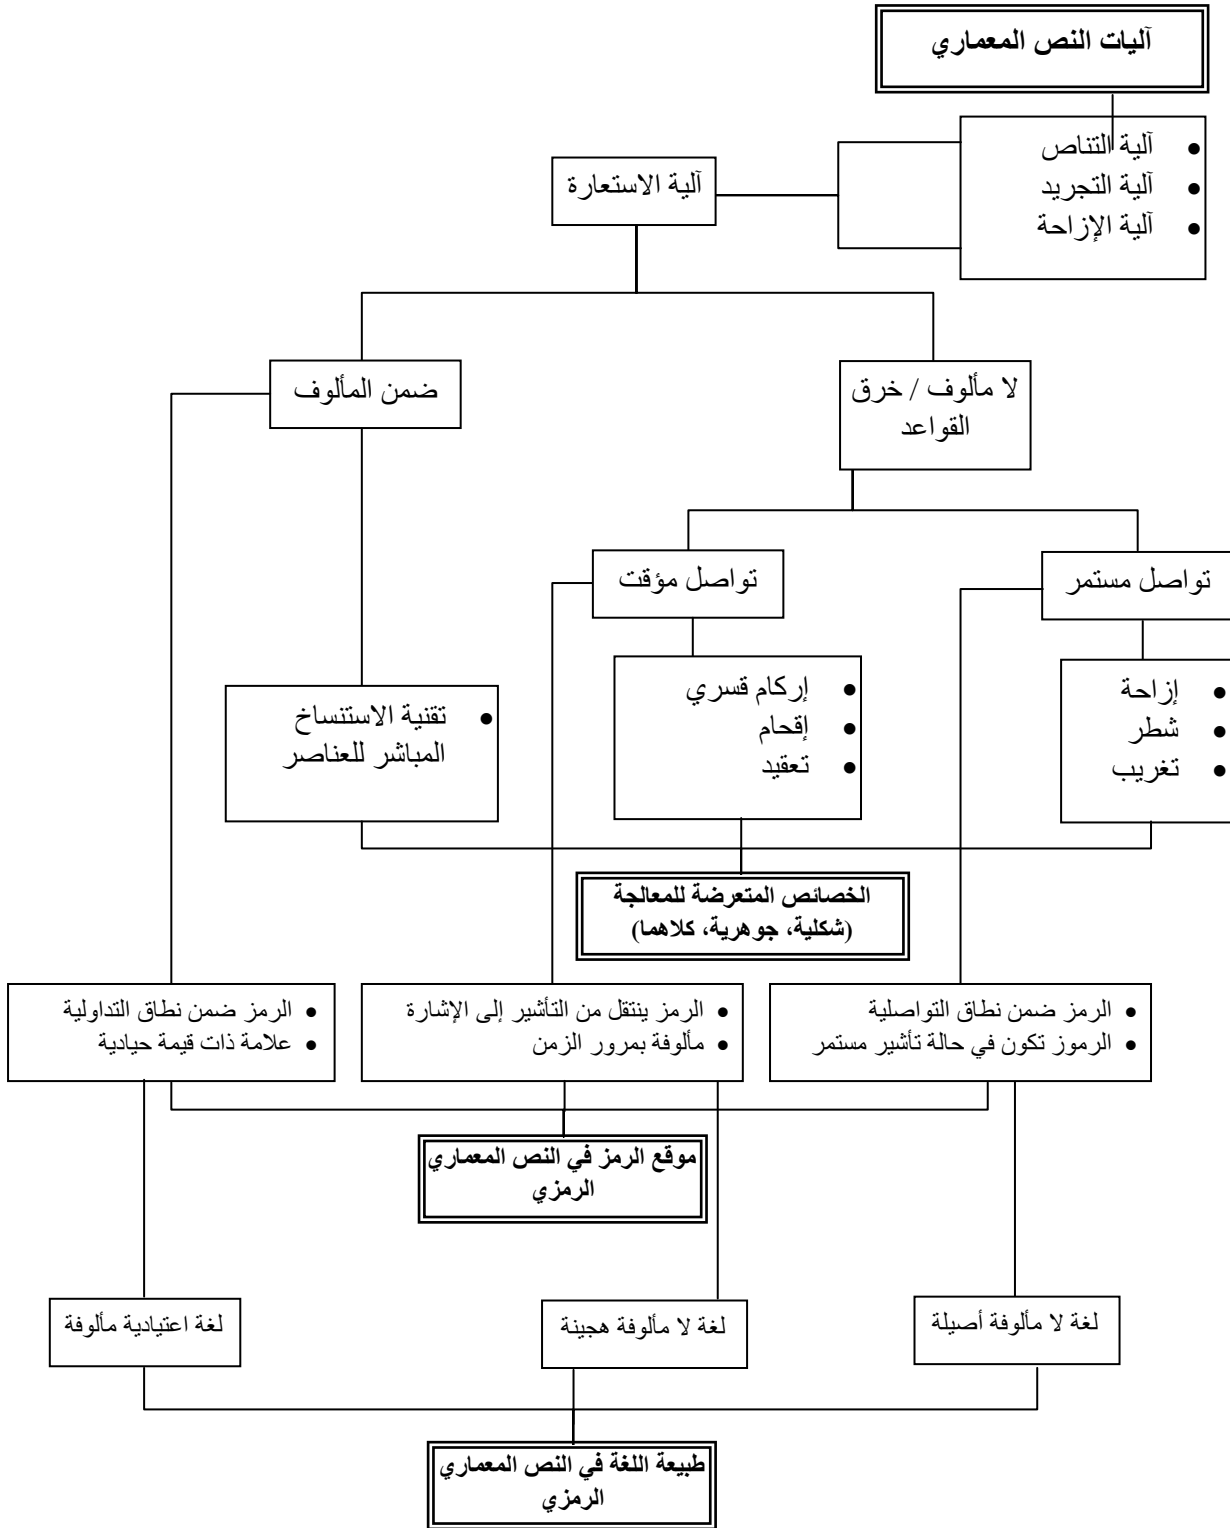 آليات النص المعماري
• آلية التناص
• آلية التجريد
• آلية الإزاحة
آلية الاستعارة
لا مألوف / خرق
القواعد
ضمن المألوف
تواصل مستمر
تواصل مؤقت
• إزاحة
• شطر
• تغريب
• إركام قسري
• إقحام
• تعقيد
• تقنية الاستنساخ
المباشر للعناصر
الخصائص المتعرضة للمعالجة
(شكلية، جوهرية، كلاهما)
• الرمز ضمن نطاق التواصلية
• الرموز تكون في حالة تأشير مستمر
• الرمز ينتقل من التأشير إلى الإشارة
• مألوفة بمرور الزمن
• الرمز ضمن نطاق التداولية
• علامة ذات قيمة حيادية
موقع الرمز في النص المعماري
الرمزي
لغة لا مألوفة أصيلة
لغة لا مألوفة هجينة
لغة اعتيادية مألوفة
طبيعة اللغة في النص المعماري
الرمزي